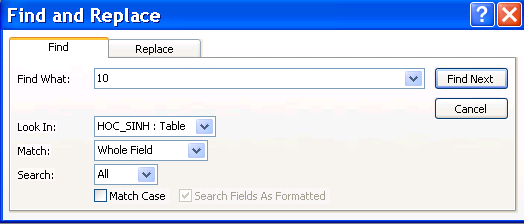 Find and Replace
Find Replace
Find What: 10 Find Next
Cancel
Look In: HOC_SINH : Table
Match: Whole Field
Search: All
Match Case Search Fields As Formatted